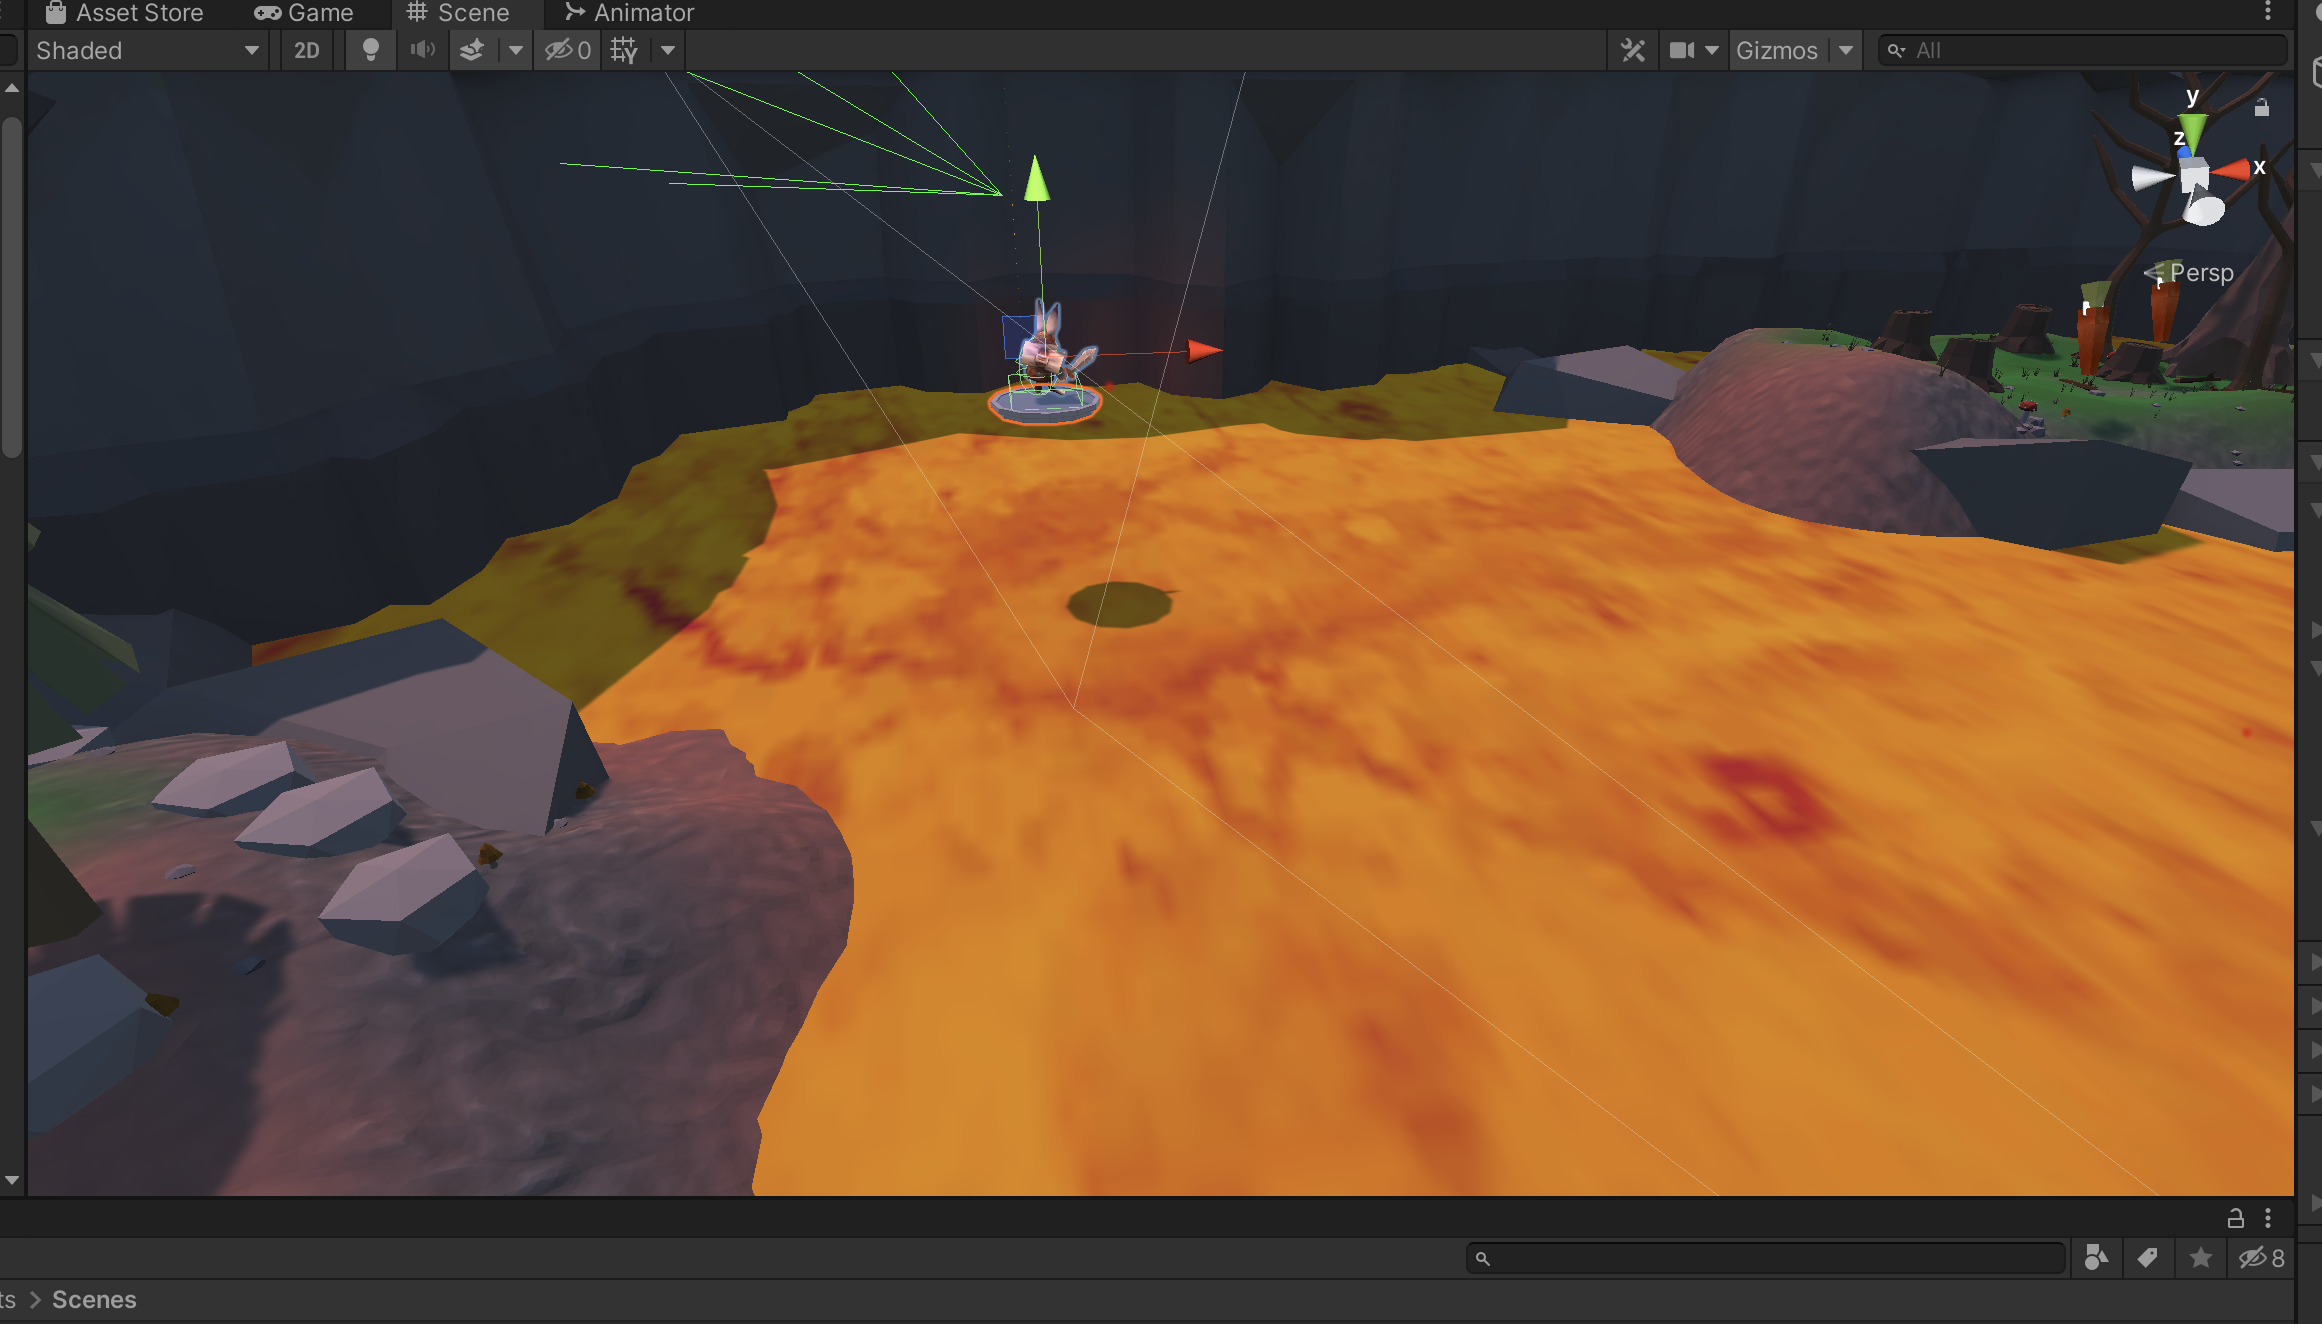 Asset Store Game Scene Animator
Shaded 2D 0 Gizmos All
y
z
x
Persp
8
ts > Scenes